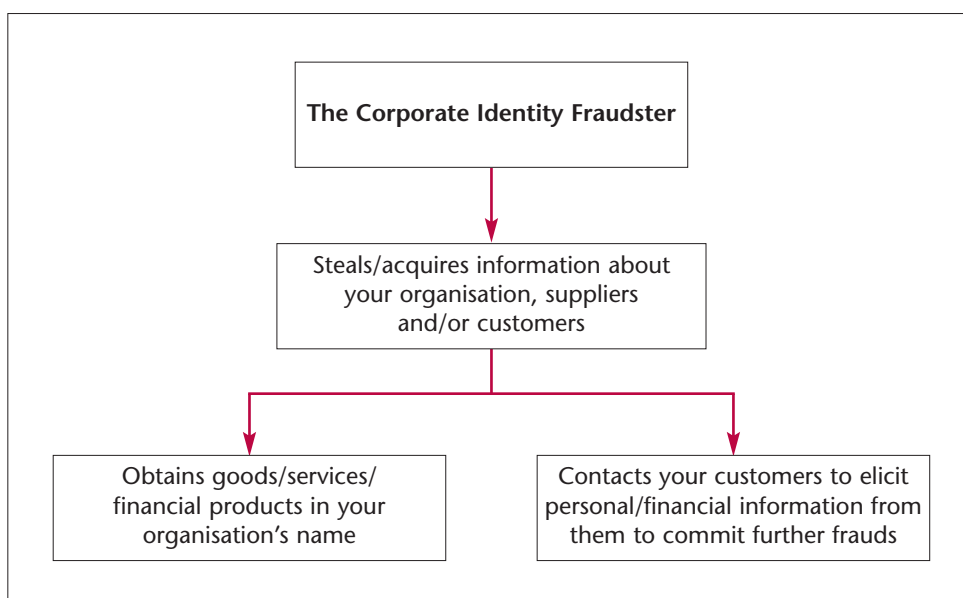 The Corporate Identity Fraudster
Steals/acquires information about
your organisation, suppliers
and/or customers
Obtains goods/services/
financial products in your
organisation’s name
Contacts your customers to elicit
personal/financial information from
them to commit further frauds